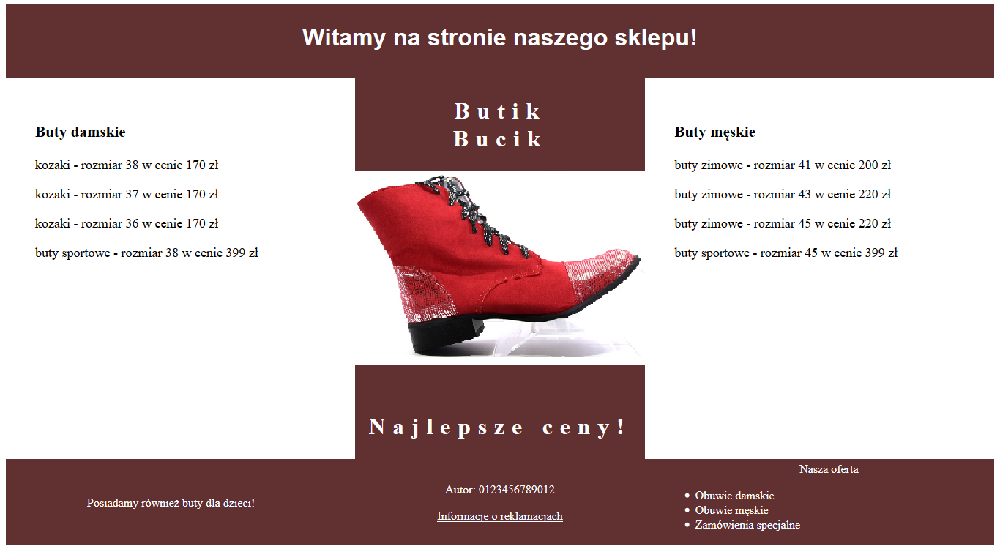 Witamy na stronie naszego sklepu!
Buty damskie
kozaki - rozmiar 38 w cenie 170 zł
kozaki - rozmiar 37 w cenie 170 zł
kozaki - rozmiar 36 w cenie 170 zł
buty sportowe - rozmiar 38 w cenie 399 zł
Butik
Bucik
Najlepsze ceny!
Buty męskie
buty zimowe - rozmiar 41 w cenie 200 zł
buty zimowe - rozmiar 43 w cenie 220 zł
buty zimowe - rozmiar 45 w cenie 220 zł
buty sportowe - rozmiar 45 w cenie 399 zł
Posiadamy również buty dla dzieci!
Autor: 0123456789012
Informacje o reklamacjach
Nasza oferta
Obuwie damskie
Obuwie męskie
Zamówienia specjalne